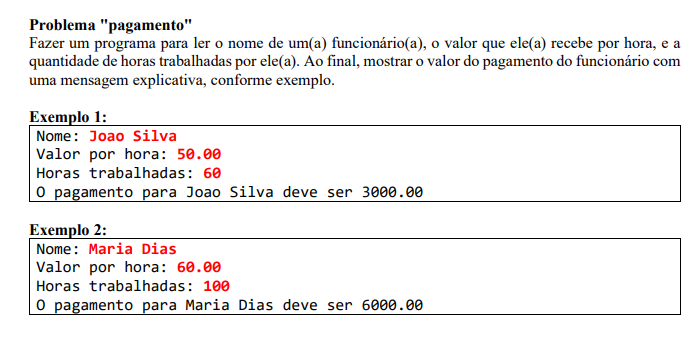 Problema "pagamento"
Fazer um programa para ler o nome de um(a) funcionário(a), o valor que ele(a) recebe por hora, e a
quantidade de horas trabalhadas por ele(a). Ao final, mostrar o valor do pagamento do funcionário com
uma mensagem explicativa, conforme exemplo.
Exemplo 1:
Nome: Joao Silva
Valor por hora: 50.00
Horas trabalhadas: 60
O pagamento para Joao Silva deve ser 3000.00
Exemplo 2:
Nome: Maria Dias
Valor por hora: 60.00
Horas trabalhadas: 100
O pagamento para Maria Dias deve ser 6000.00